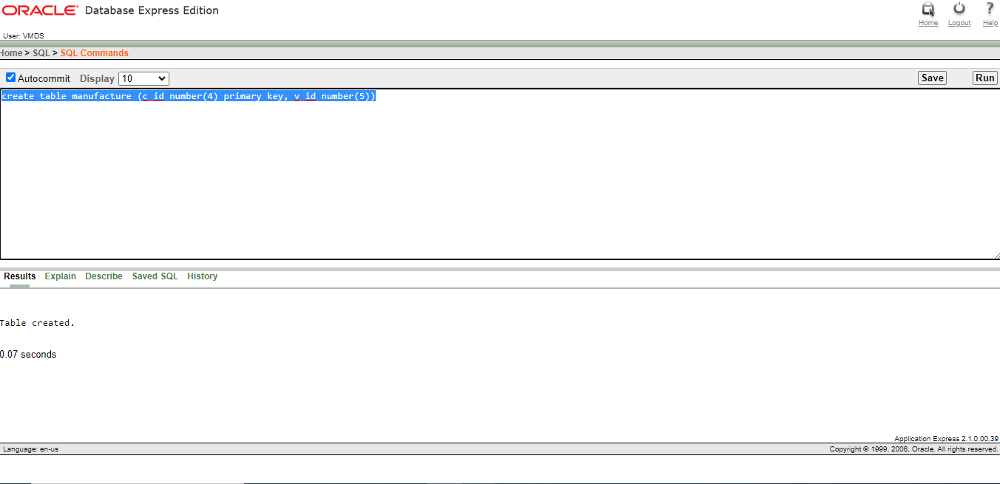 ORACLE® Database Express Edition
Home Logout Help
User: VMDS
Home > SQL > SQL Commands
Autocommit Display 10 Save Run
create table manufacture (c_id number(4) primary key, v_id number(5))
Results Explain Describe Saved SQL History
Table created.
0.07 seconds
Application Express 2.1.0.00.39
Language: en-us Copyright © 1999, 2006, Oracle. All rights reserved.